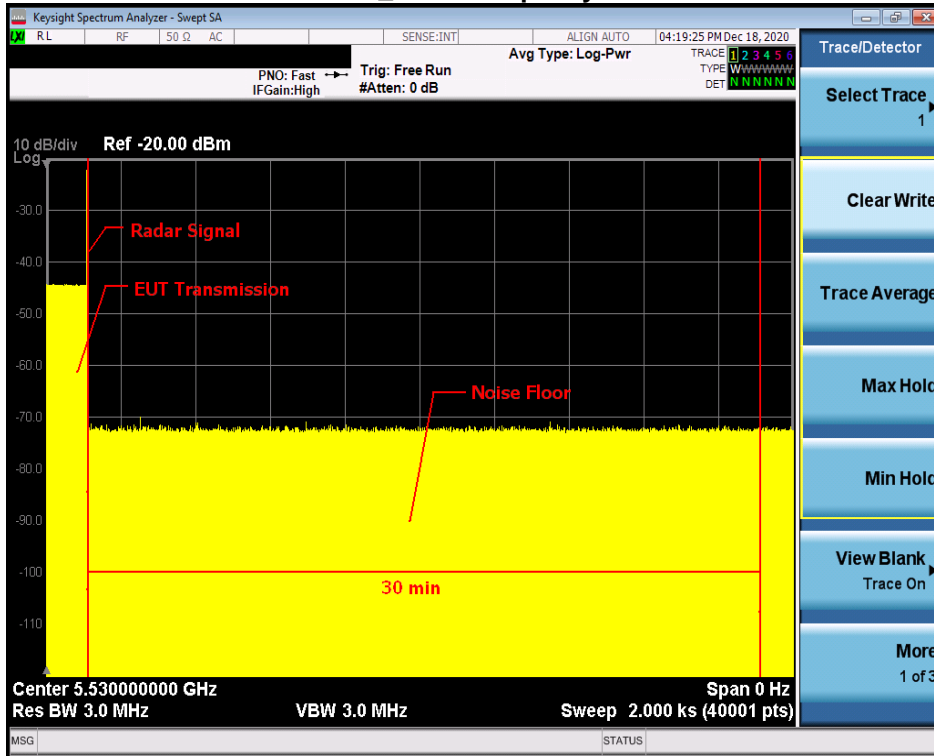 Keysight Spectrum Analyzer - Swept SA
LXI RL RF 50 Ω AC SENSE:INT ALIGN AUTO 04:19:25 PM Dec 18, 2020
Avg Type: Log-Pwr TRACE 1 2 3 4 5 6
PNO: Fast Trig: Free Run TYPE WWWWWW
IFGain:High #Atten: 0 dB DET N N N N N N
Trace/Detector
Select Trace
1
Clear Write
Trace Average
Max Hold
Min Hold
View Blank
Trace On
More
1 of 3
10 dB/div Ref -20.00 dBm
Log
-30.0
Radar Signal
-40.0
EUT Transmission
-50.0
-60.0
Noise Floor
-70.0
-80.0
-90.0
-100
30 min
-110
Center 5.530000000 GHz Span 0 Hz
Res BW 3.0 MHz VBW 3.0 MHz Sweep 2.000 ks (40001 pts)
MSG STATUS